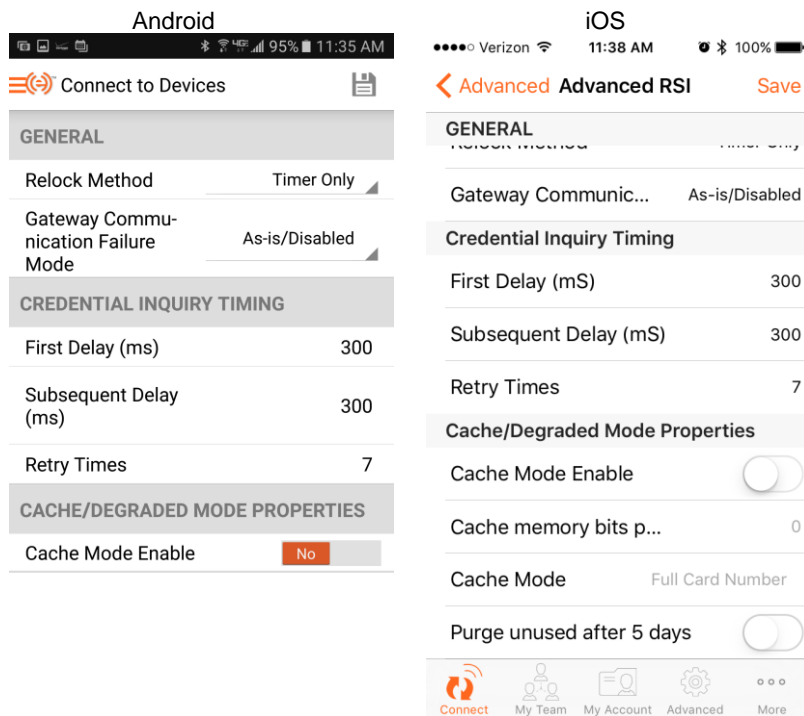 Android
95% 11:35 AM
Connect to Devices
GENERAL
Relock Method Timer Only
Gateway Commu-
nication Failure
Mode
As-is/Disabled
CREDENTIAL INQUIRY TIMING
First Delay (ms) 300
Subsequent Delay
(ms)
300
Retry Times 7
CACHE/DEGRADED MODE PROPERTIES
Cache Mode Enable No
iOS
Verizon 11:38 AM 100%
Advanced Advanced RSI Save
GENERAL
Relock Method Timer Only
Gateway Communic... As-is/Disabled
Credential Inquiry Timing
First Delay (mS) 300
Subsequent Delay (mS) 300
Retry Times 7
Cache/Degraded Mode Properties
Cache Mode Enable
Cache memory bits p... 0
Cache Mode Full Card Number
Purge unused after 5 days
Connect My Team My Account Advanced More